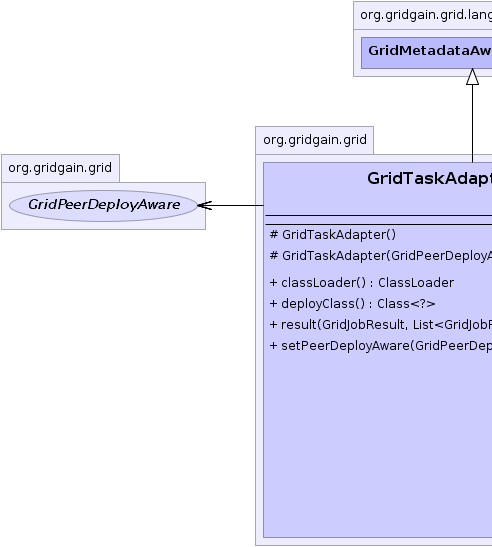 org.gridgain.grid.lang
GridMetadataAw
org.gridgain.grid
org.gridgain.grid
GridTaskAdapt
GridPeerDeployAware
# GridTaskAdapter()
# GridTaskAdapter(GridPeerDeployA
+ classLoader() : ClassLoader
+ deployClass() : Class<?>
+ result(GridJobResult, List<GridJobR
+ setPeerDeployAware(GridPeerDep